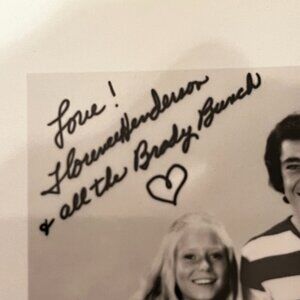 Love!
Florence Henderson
& all the Brady Bunch